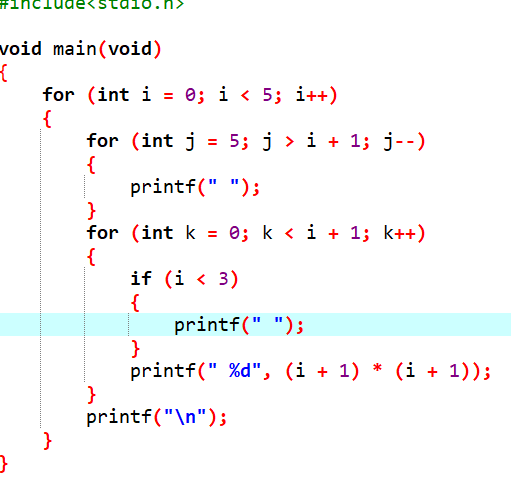 #include<stdio.h>
void main(void)
{
for (int i = 0; i < 5; i++)
{
for (int j = 5; j > i + 1; j--)
{
printf(" ");
}
for (int k = 0; k < i + 1; k++)
{
if (i < 3)
{
printf(" ");
}
printf(" %d", (i + 1) * (i + 1));
}
printf("\n");
}
}